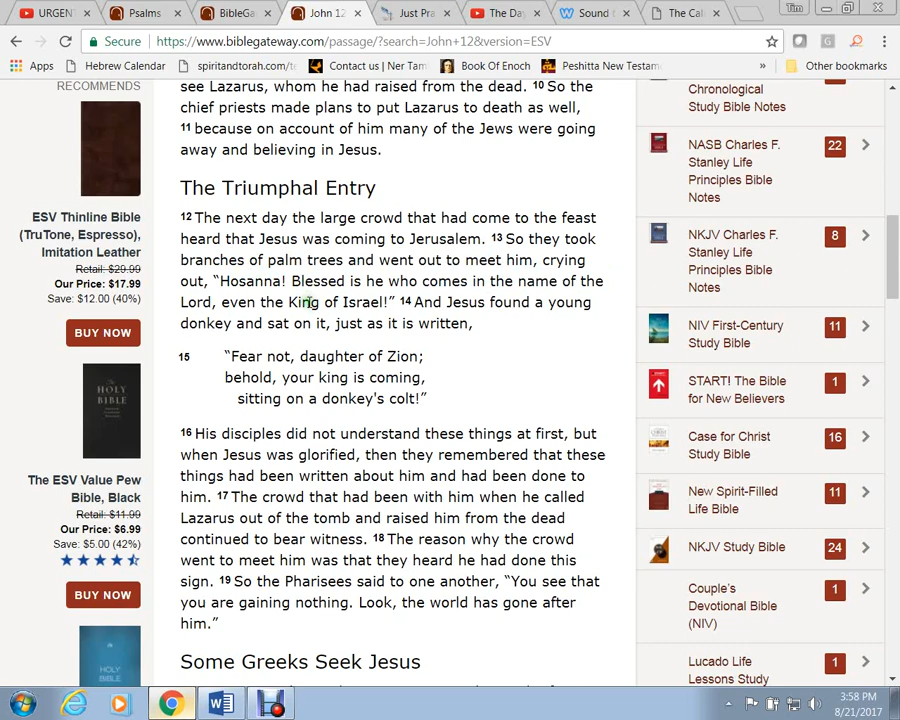 URGENT
Psalms
BibleGa
John 12
Just Pra
The Day
Sound
The Cal
Tim
Secure
https://www.biblegateway.com/passage/?search=John+12&version=ESV
Apps
Hebrew Calendar
spiritandtorah.com/te
Contact us | Ner Tam
Book Of Enoch
Peshitta New Testam
»
Other bookmarks
RECOMMENDS
ESV Thinline Bible
(TruTone, Espresso),
Imitation Leather
Retail: $29.99
Our Price: $17.99
Save: $12.00 (40%)
BUY NOW
THE
HOLY
BIBLE
The ESV Value Pew
Bible, Black
Retail: $11.99
Our Price: $6.99
Save: $5.00 (42%)
BUY NOW
HOLY
BIBLE
see Lazarus, whom he had raised from the dead. 10 So the
chief priests made plans to put Lazarus to death as well,
11 because on account of him many of the Jews were going
away and believing in Jesus.
The Triumphal Entry
12 The next day the large crowd that had come to the feast
heard that Jesus was coming to Jerusalem. 13 So they took
branches of palm trees and went out to meet him, crying
out, “Hosanna! Blessed is he who comes in the name of the
Lord, even the King of Israel!” 14 And Jesus found a young
donkey and sat on it, just as it is written,
15 “Fear not, daughter of Zion;
behold, your king is coming,
sitting on a donkey's colt!”
16 His disciples did not understand these things at first, but
when Jesus was glorified, then they remembered that these
things had been written about him and had been done to
him. 17 The crowd that had been with him when he called
Lazarus out of the tomb and raised him from the dead
continued to bear witness. 18 The reason why the crowd
went to meet him was that they heard he had done this
sign. 19 So the Pharisees said to one another, “You see that
you are gaining nothing. Look, the world has gone after
him.”
Some Greeks Seek Jesus
Chronological
Study Bible Notes
NASB Charles F.
Stanley Life
Principles Bible
Notes
22
NKJV Charles F.
Stanley Life
Principles Bible
Notes
8
NIV First-Century
Study Bible
11
START! The Bible
for New Believers
1
Case for Christ
Study Bible
16
New Spirit-Filled
Life Bible
11
NKJV Study Bible
24
Couple's
Devotional Bible
(NIV)
1
Lucado Life
Lessons Study
1
3:58 PM
8/21/2017